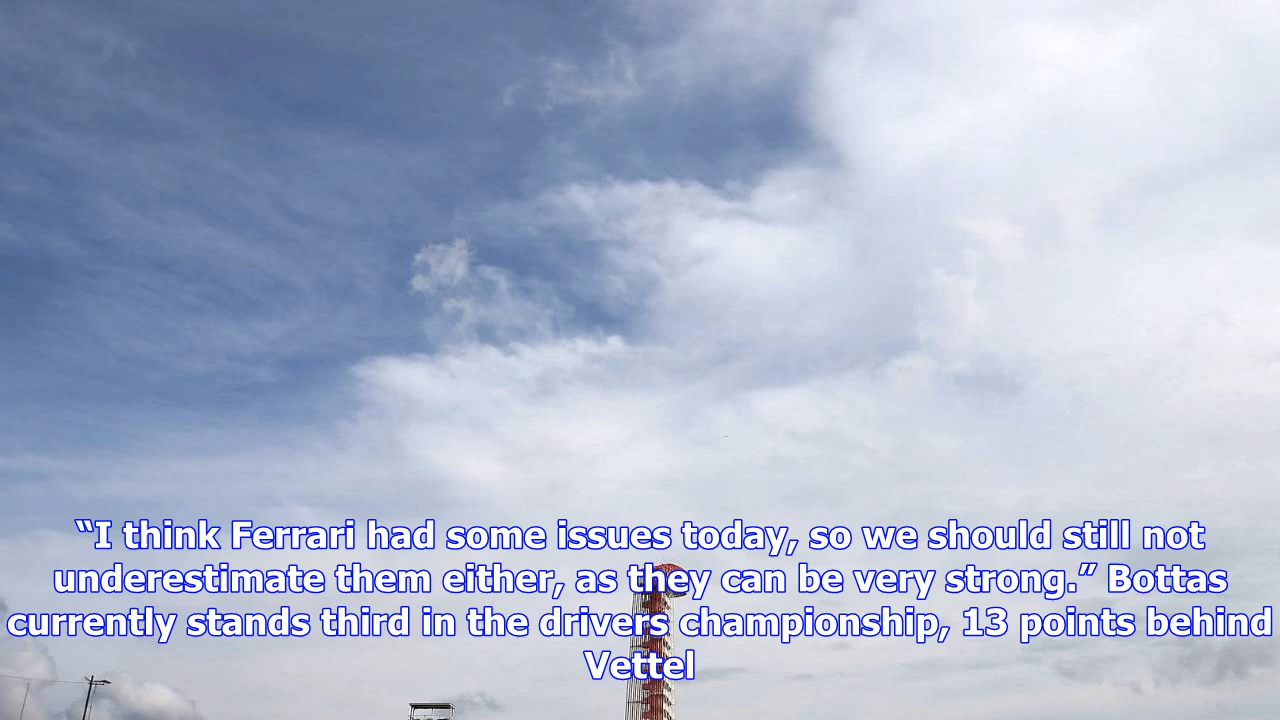 “I think Ferrari had some issues today, so we should still not
underestimate them either, as they can be very strong.” Bottas
currently stands third in the drivers championship, 13 points behind
Vettel